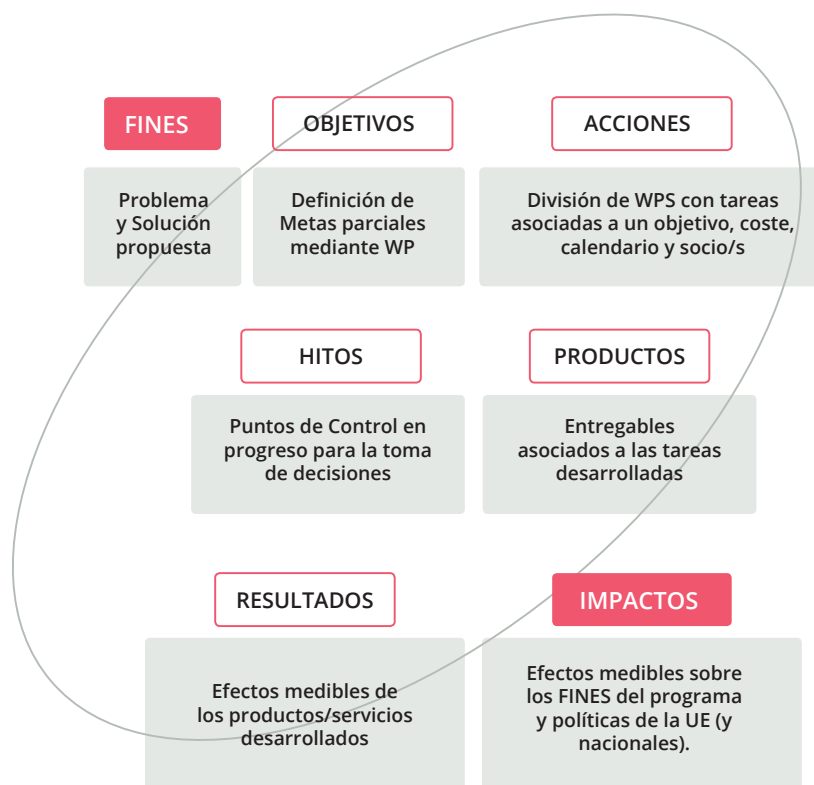 FINES
OBJETIVOS
ACCIONES
Problema
y Solución
propuesta
Definición de
Metas parciales
mediante WP
División de WPS con tareas
asociadas a un objetivo, coste,
calendario y socio/s
HITOS
PRODUCTOS
Puntos de Control en
progreso para la toma
de decisiones
Entregables
asociados a las tareas
desarrolladas
RESULTADOS
IMPACTOS
Efectos medibles de
los productos/servicios
desarrollados
Efectos medibles sobre
los FINES del programa
y políticas de la UE (y
nacionales).